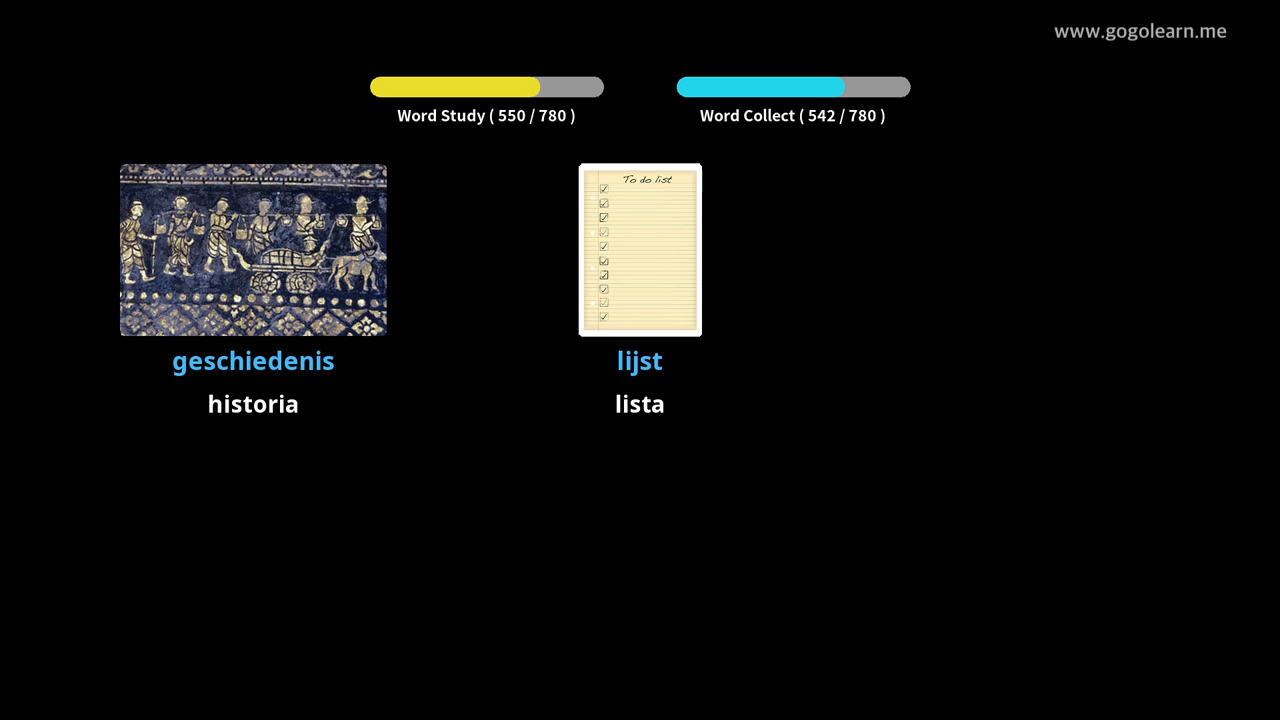 www.gogolearn.me
Word Study ( 550 / 780 )
Word Collect ( 542 / 780 )
To do list
geschiedenis
historia
lijst
lista